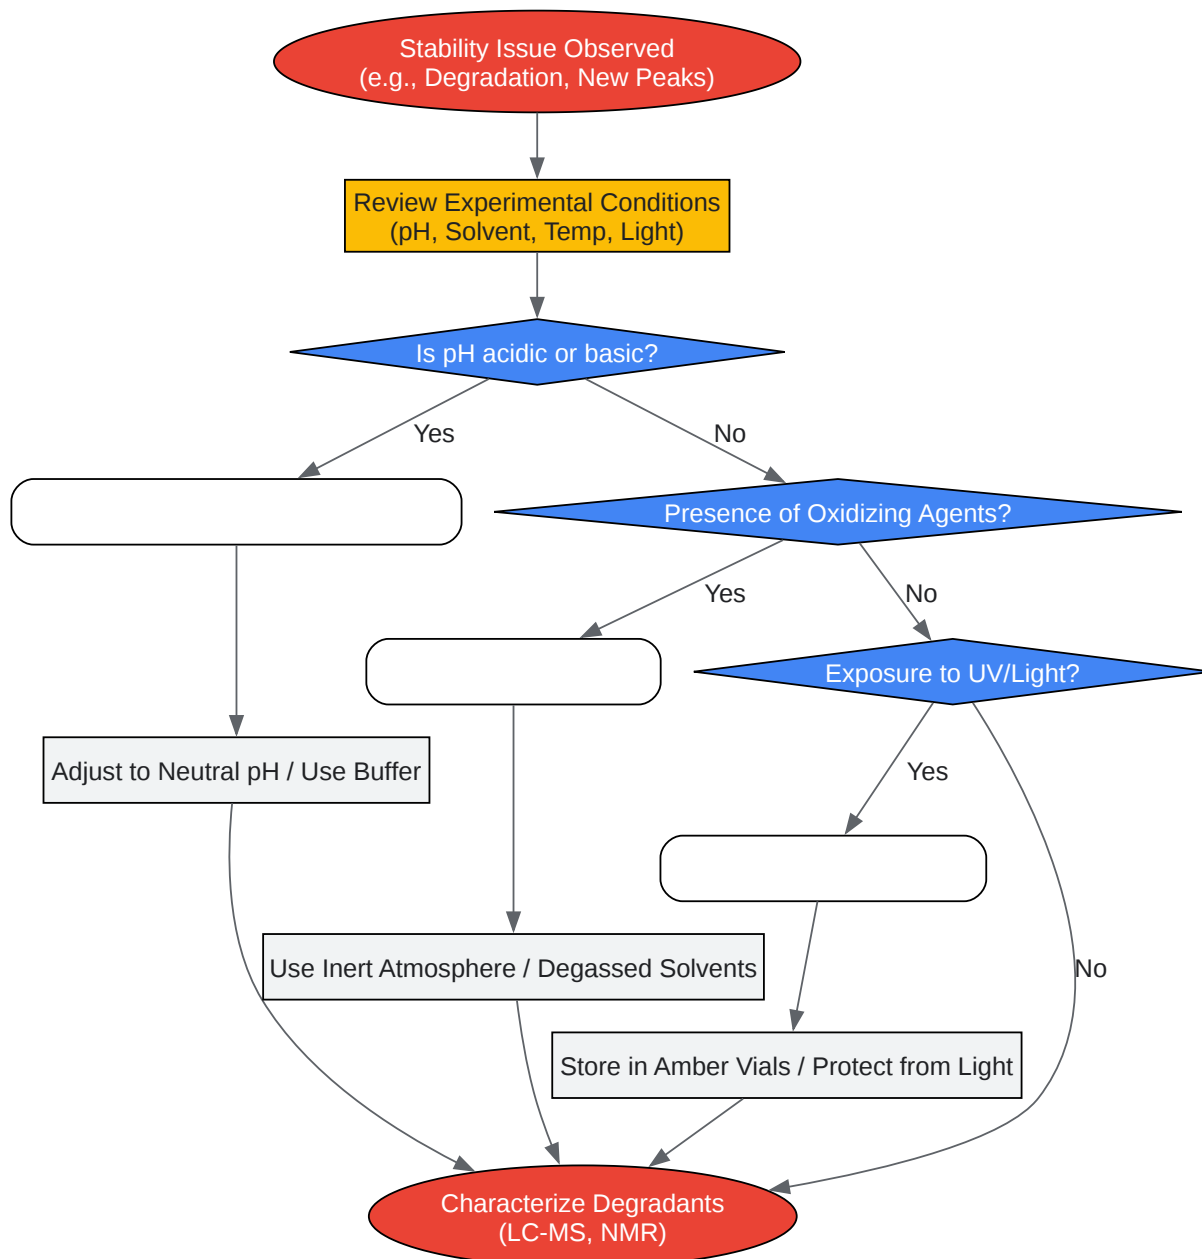 Stability Issue Observed
(e.g., Degradation, New Peaks)
Review Experimental Conditions
(pH, Solvent, Temp, Light)
Is pH acidic or basic?
Yes
No
Presence of Oxidizing Agents?
Yes
No
Exposure to UV/Light?
Adjust to Neutral pH / Use Buffer
Yes
Use Inert Atmosphere / Degassed Solvents
No
Store in Amber Vials / Protect from Light
Characterize Degradants
(LC-MS, NMR)